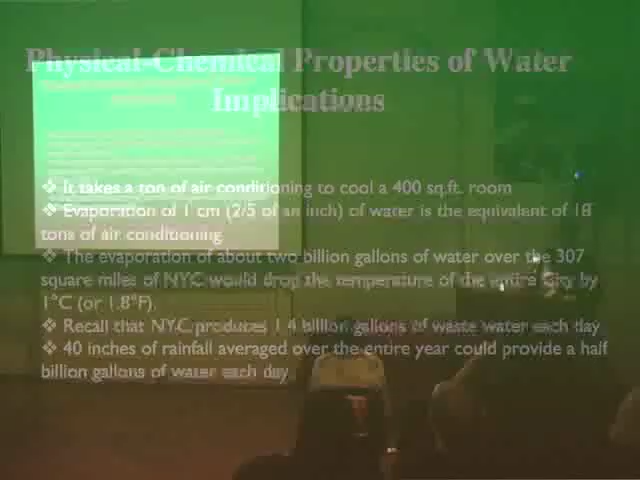 Physical-Chemical Properties of Water
Implications
❖ It takes a ton of air conditioning to cool a 400 sq.ft. room
❖ Evaporation of 1 cm (2/5 of an inch) of water is the equivalent of 18
tons of air conditioning
❖ The evaporation of about two billion gallons of water over the 307
square miles of NYC would drop the temperature of the entire city by
1°C (or 1.8°F).
❖ Recall that NYC produces 1.4 billion gallons of waste water each day
❖ 40 inches of rainfall averaged over the entire year could provide a half
billion gallons of water each day